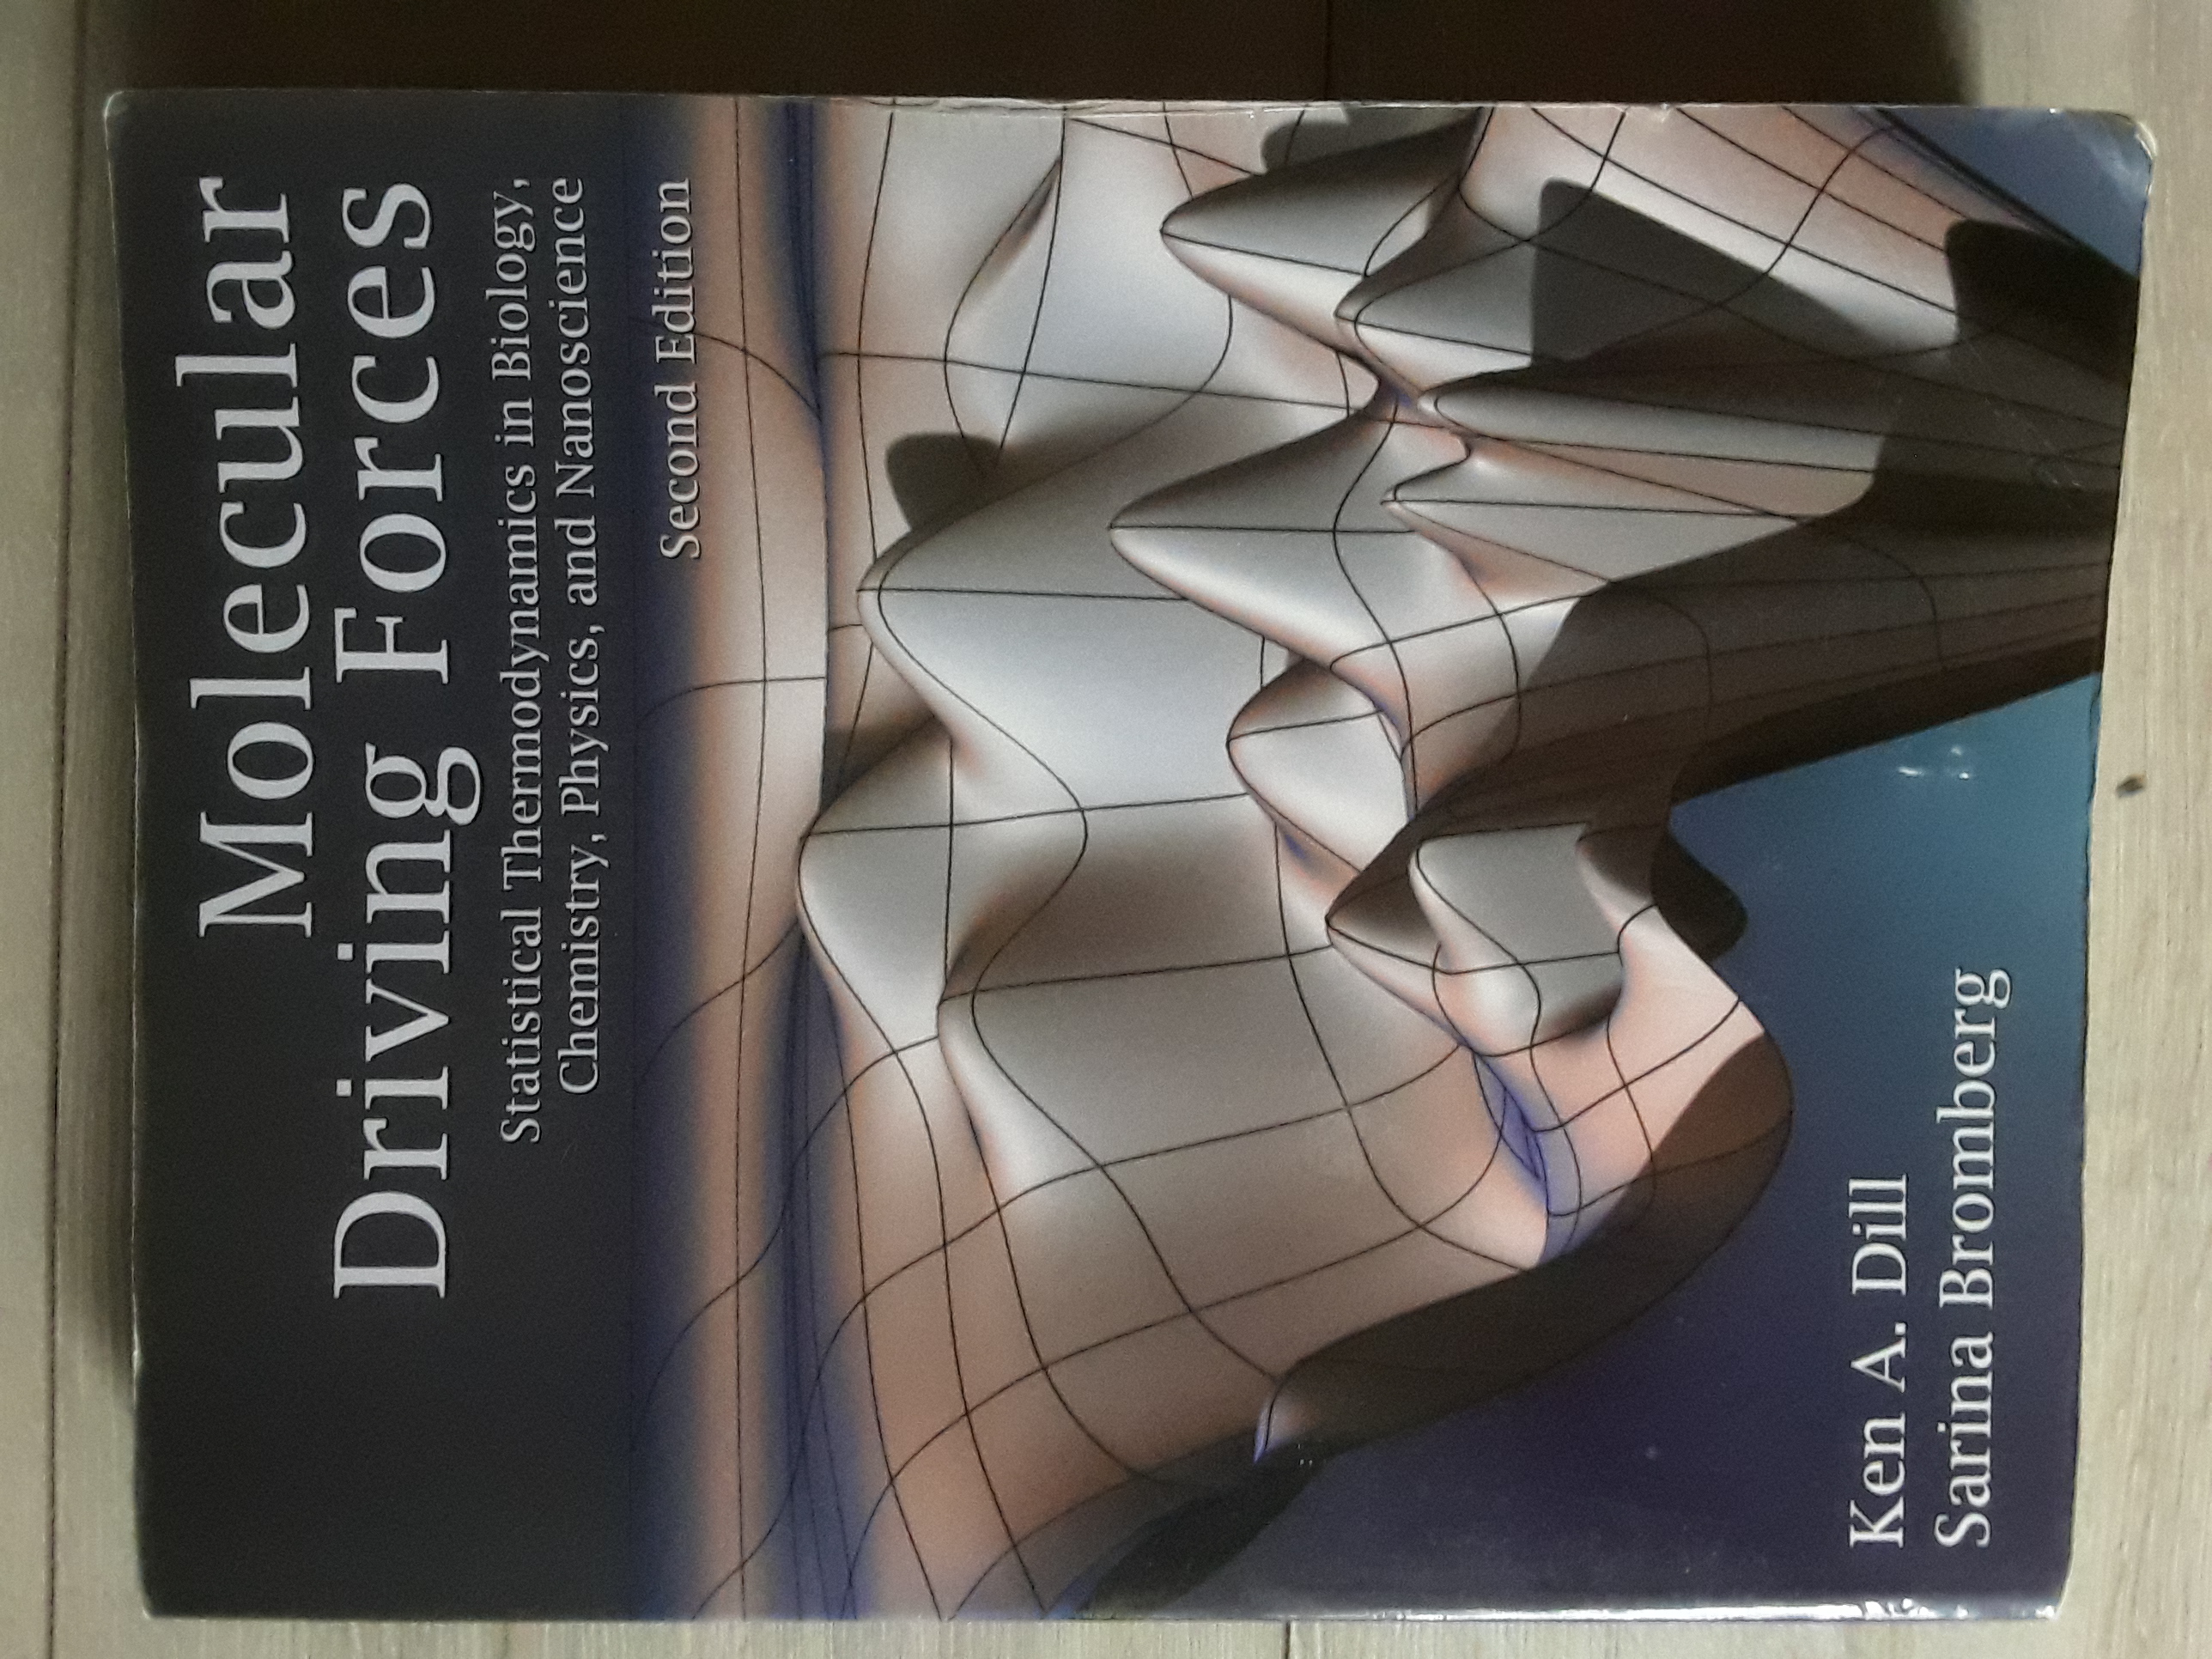 Molecular
Driving Forces
Statistical Thermodynamics in Biology,
Chemistry, Physics, and Nanoscience
Second Edition
Ken A. Dill
Sarina Bromberg